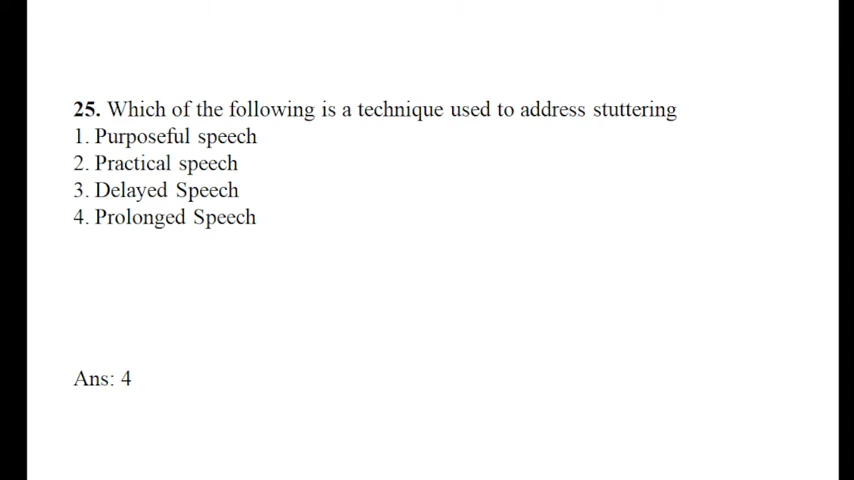 25. Which of the following is a technique used to address stuttering
1. Purposeful speech
2. Practical speech
3. Delayed Speech
4. Prolonged Speech
Ans: 4